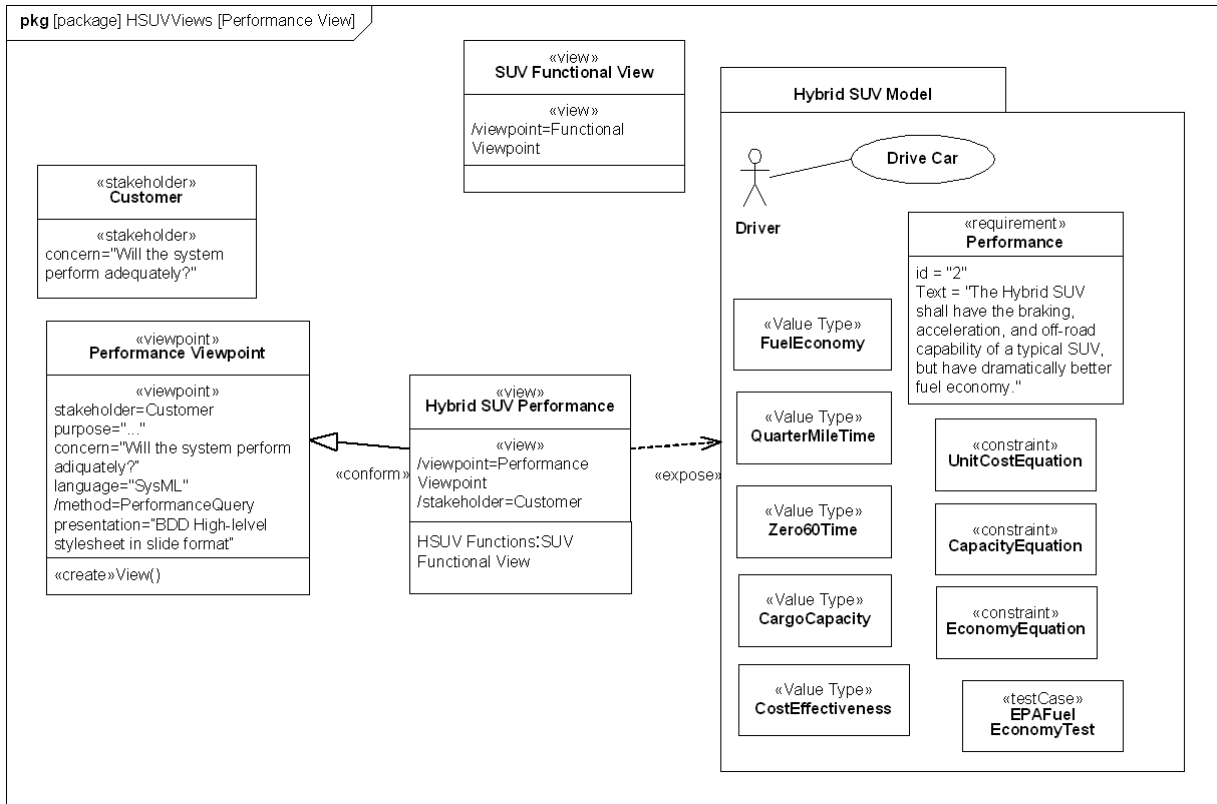 pkg [package] HSUVViews [Performance View]
«view»
SUV Functional View
«view»
/viewpoint=Functional
Viewpoint
«stakeholder»
Customer
«stakeholder»
concern="Will the system
perform adequately?"
«viewpoint»
Performance Viewpoint
«viewpoint»
stakeholder=Customer
purpose="..."
concern="Will the system perform
adiquately?"
language="SysML"
/method=PerformanceQuery
presentation="BDD High-lelvel
stylesheet in slide format"
«create»View()
«conform»
«view»
Hybrid SUV Performance
«view»
/viewpoint=Performance
Viewpoint
/stakeholder=Customer
HSUV Functions:SUV
Functional View
«expose»
Hybrid SUV Model
Drive Car
Driver
«requirement»
Performance
id = "2"
Text = "The Hybrid SUV
shall have the braking,
acceleration, and off-road
capability of a typical SUV,
but have dramatically better
fuel economy."
«Value Type»
FuelEconomy
«Value Type»
QuarterMileTime
«Value Type»
Zero60Time
«Value Type»
CargoCapacity
«Value Type»
CostEffectiveness
«constraint»
UnitCostEquation
«constraint»
CapacityEquation
«constraint»
EconomyEquation
«testCase»
EPAFuel
EconomyTest